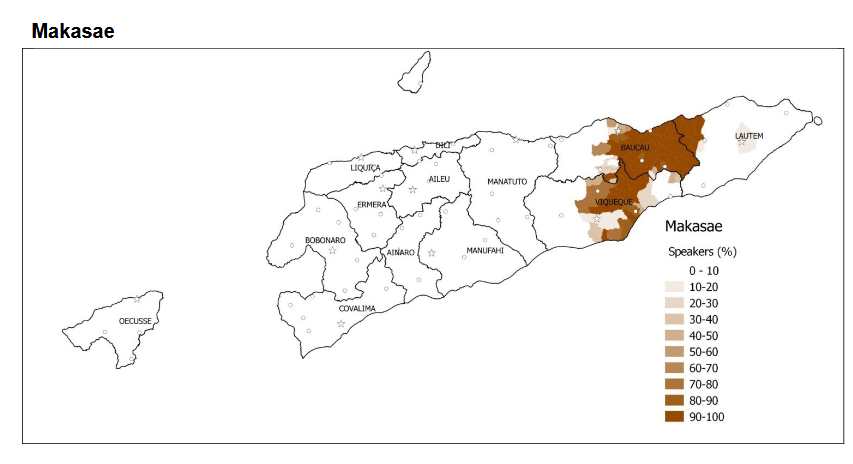 Makasae
DILI
LAUTEM
BAUCAU
LIQUIÇA
AILEU
MANATUTO
ERMERA
VIQUEQUE
BOBONARO
AINARO
MANUFAHI
COVALIMA
OECUSSE
Makasae
Speakers (%)
0 - 10
10-20
20-30
30-40
40-50
50-60
60-70
70-80
80-90
90-100